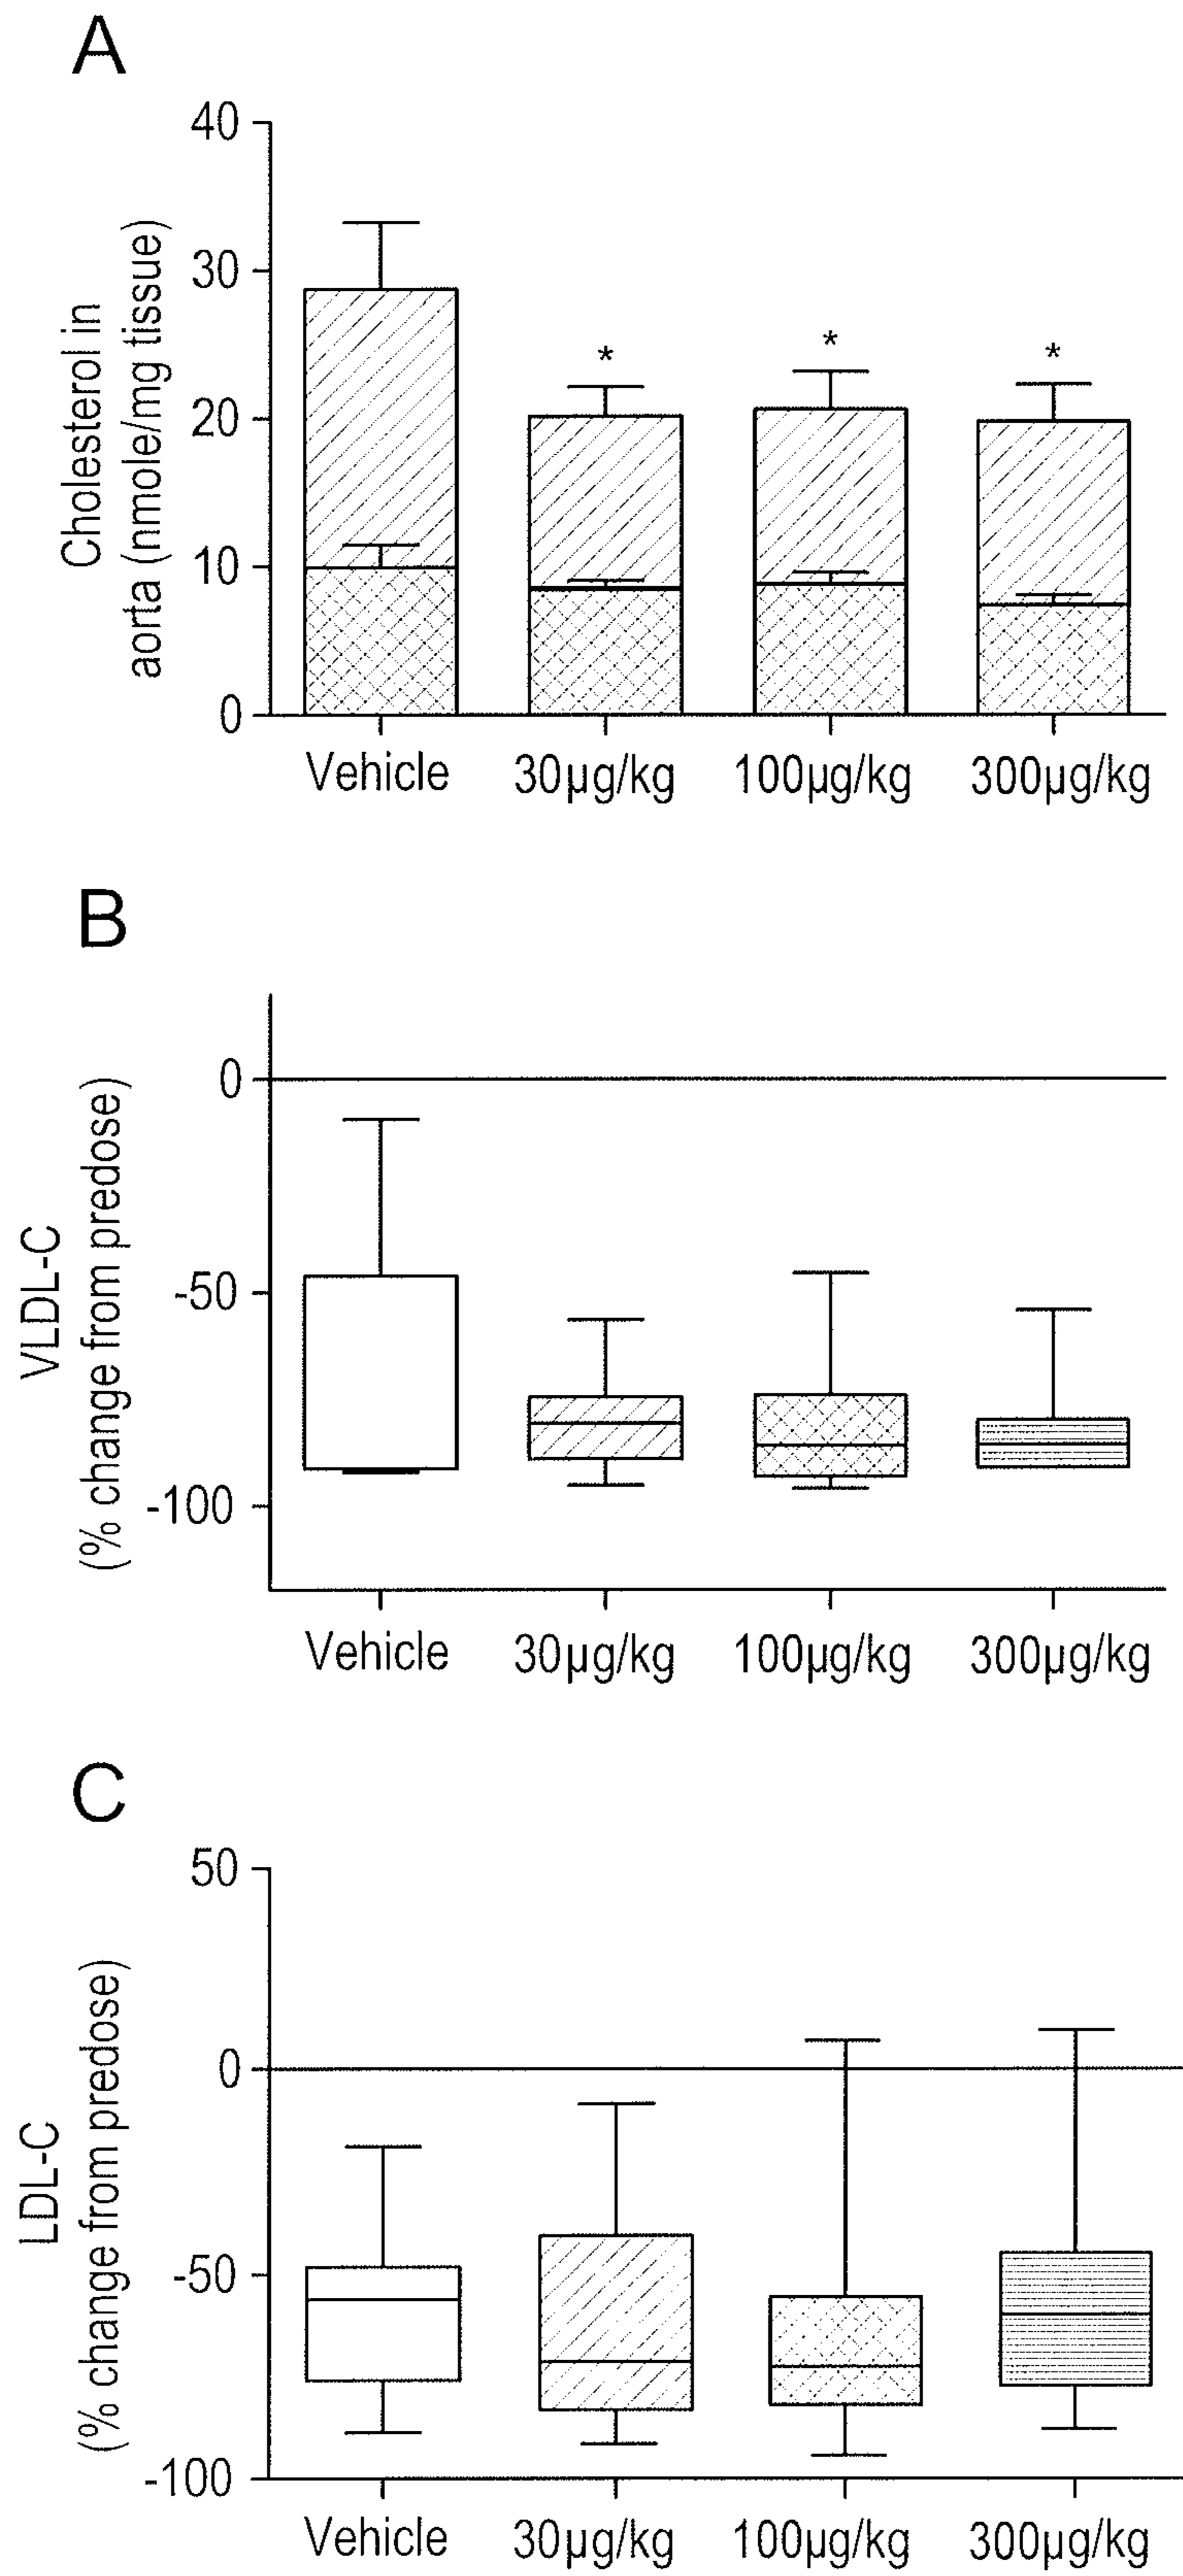 A
40
30
20
10
0
Cholesterol in
aorta (nmole/mg tissue)
*
*
*
Vehicle 30µg/kg 100µg/kg 300µg/kg
B
0
-50
-100
VLDL-C
(% change from predose)
Vehicle 30µg/kg 100µg/kg 300µg/kg
C
50
0
-50
-100
LDL-C
(% change from predose)
Vehicle 30µg/kg 100µg/kg 300µg/kg